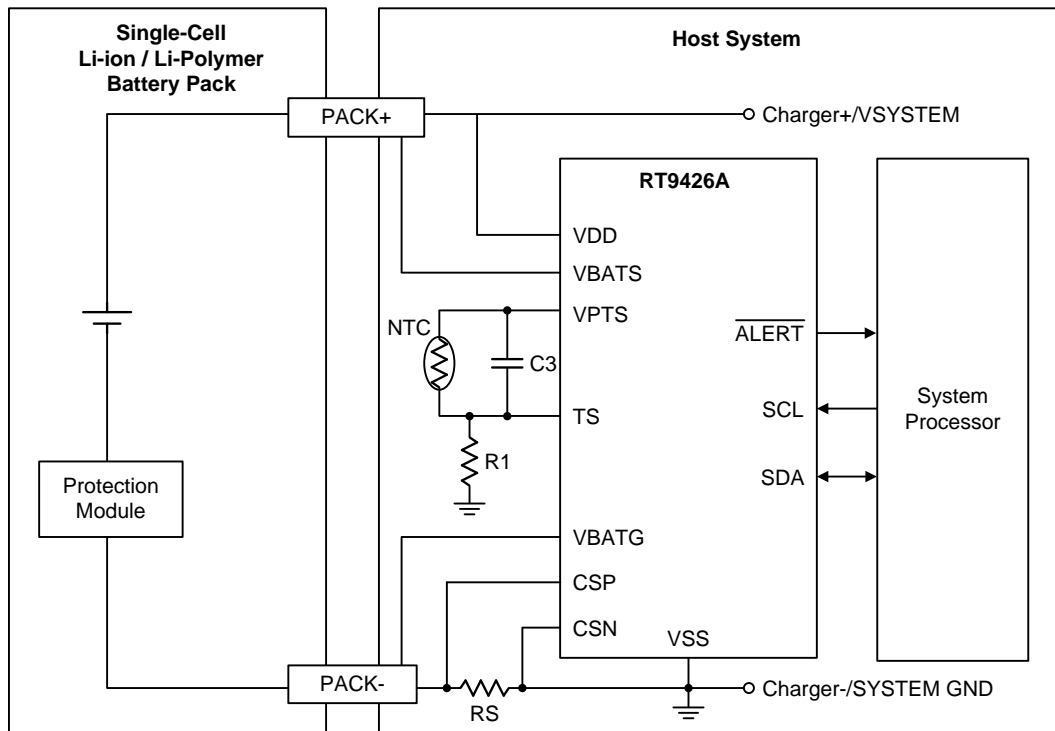 Single-Cell
Li-ion / Li-Polymer
Battery Pack
Host System
PACK+
Charger+/VSYSTEM
RT9426A
VDD
VBATS
VPTS
NTC
ALERT
C3
SCL
System
Processor
TS
R1
SDA
Protection
Module
VBATG
CSP
CSN
VSS
PACK-
RS
Charger-/SYSTEM GND